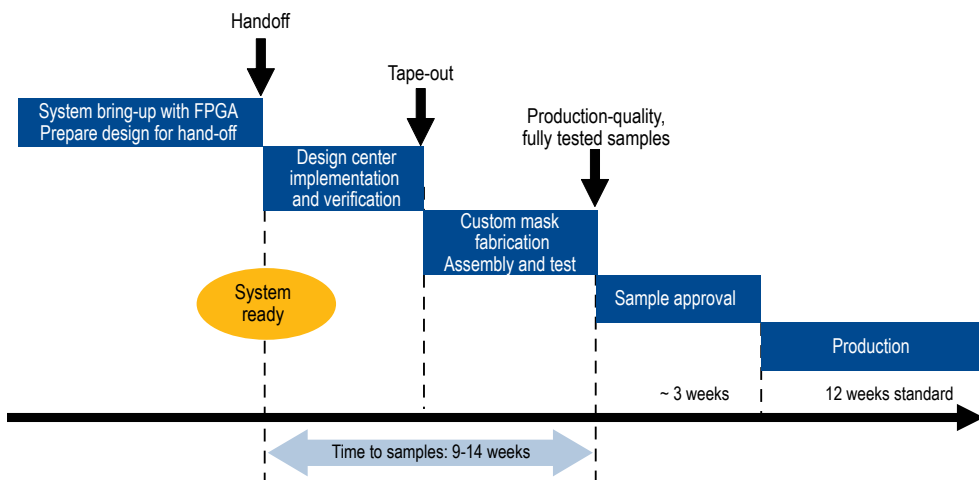 Handoff
Tape-out
Production-quality,
fully tested samples
System bring-up with FPGA
Prepare design for hand-off
Design center
implementation
and verification
Custom mask
fabrication
Assembly and test
System
ready
Sample approval
Production
~ 3 weeks
12 weeks standard
Time to samples: 9-14 weeks